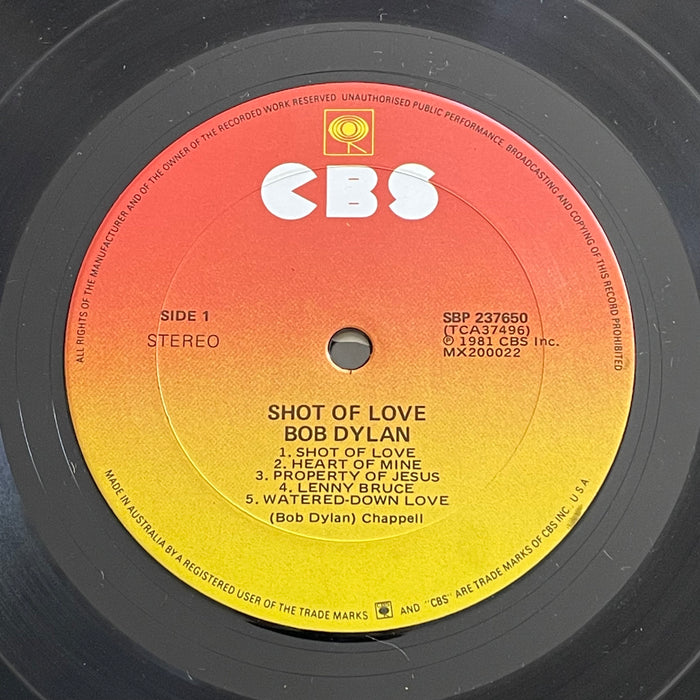 ALL RIGHTS OF THE MANUFACTURER AND OF THE OWNER OF THE RECORDED WORK RESERVED UNAUTHORISED PUBLIC PERFORMANCE BROADCASTING AND COPYING OF THIS RECORD PROHIBITED
CBS
SIDE 1
STEREO
SBP 237650
(TCA37496)
℗ 1981 CBS Inc.
MX200022
SHOT OF LOVE
BOB DYLAN
1. SHOT OF LOVE
2. HEART OF MINE
3. PROPERTY OF JESUS
4. LENNY BRUCE
5. WATERED-DOWN LOVE
(Bob Dylan) Chappell
MADE IN AUSTRALIA BY A REGISTERED USER OF THE TRADE MARKS AND "CBS" ARE TRADE MARKS OF CBS INC. U.S.A.